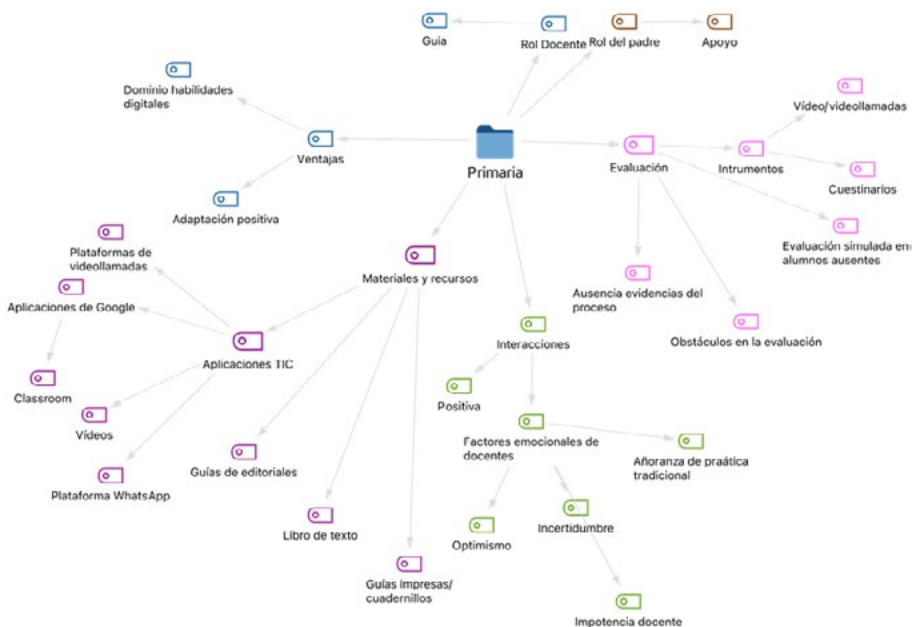 Guia
Rol Docente
Rol del padre
Apoyo
Dominio habilidades
digitales
Vídeo/videollamadas
Ventajas
Primaria
Evaluación
Intrumentos
Cuestinarios
Adaptación positiva
Plataformas de
videollamadas
Materiales y recursos
Evaluación simulada en
alumnos ausentes
Ausencia evidencias del
proceso
Aplicaciones de Google
Interacciones
Obstáculos en la evaluación
Aplicaciones TIC
Classroom
Positiva
Vídeos
Factores emocionales de
docentes
Añoranza de praática
tradicional
Guías de editoriales
Plataforma WhatsApp
Libro de texto
Optimismo
Incertidumbre
Guías impresas/
cuadernillos
Impotencia docente